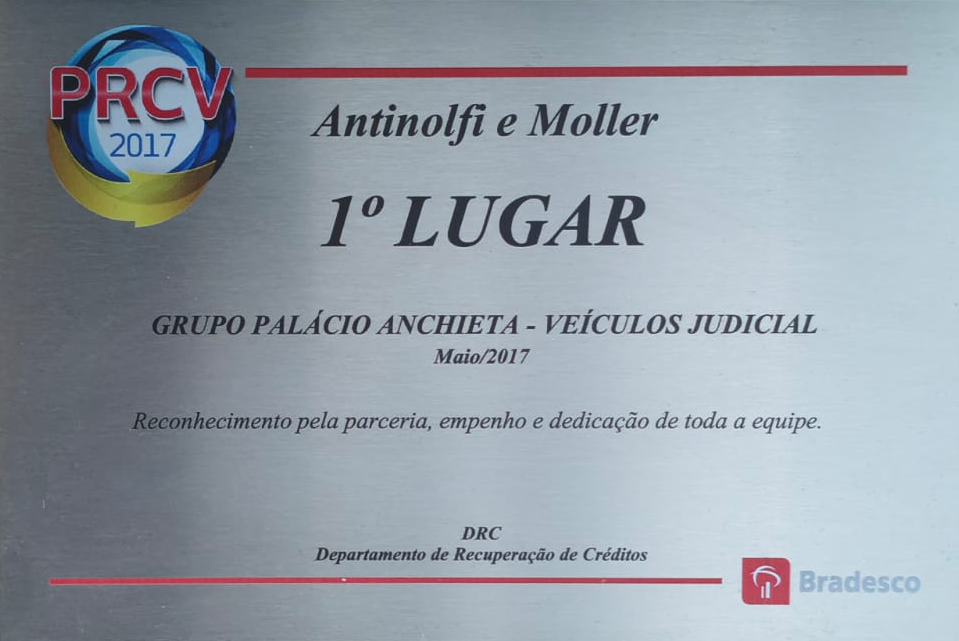 PRCV
2017
Antinolfi e Moller
1º LUGAR
GRUPO PALÁCIO ANCHIETA - VEÍCULOS JUDICIAL
Maio/2017
Reconhecimento pela parceria, empenho e dedicação de toda a equipe.
DRC
Departamento de Recuperação de Créditos
Bradesco